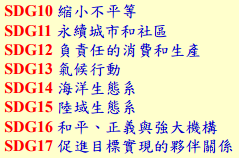 SDG10 縮小不平等
SDG11 永續城市和社區
SDG12 負責任的消費和生產
SDG13 氣候行動
SDG14 海洋生態系
SDG15 陸域生態系
SDG16 和平、正義與強大機構
SDG17 促進目標實現的夥伴關係